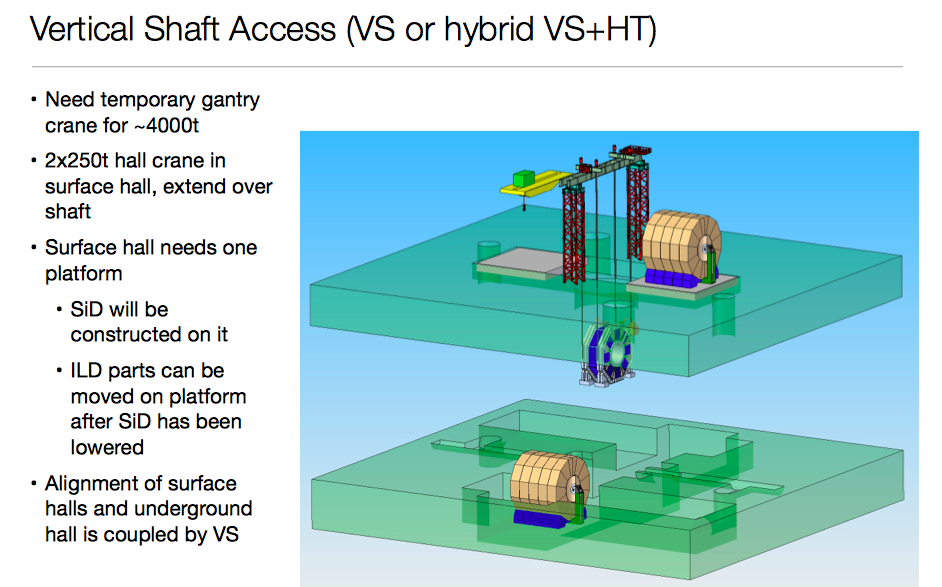 Vertical Shaft Access (VS or hybrid VS+HT)
• Need temporary gantry
crane for ~4000t
• 2x250t hall crane in
surface hall, extend over
shaft
• Surface hall needs one
platform
• SiD will be
constructed on it
• ILD parts can be
moved on platform
after SiD has been
lowered
• Alignment of surface
halls and underground
hall is coupled by VS